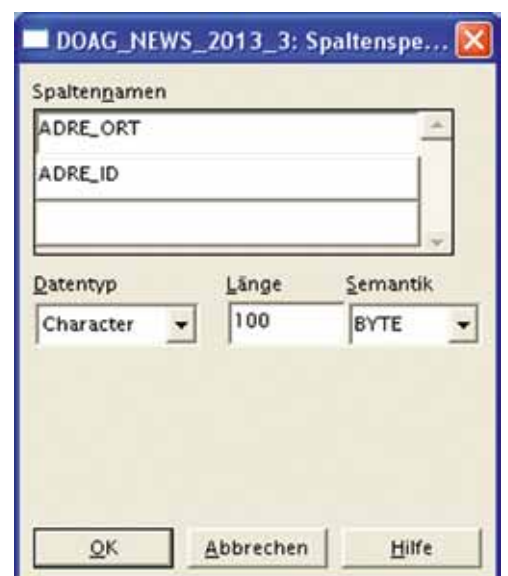 DOAG_NEWS_2013_3: Spaltenspe...
Spaltennamen
ADRE_ORT
ADRE_ID
Datentyp Länge Semantik
Character 100 BYTE
OK Abbrechen Hilfe